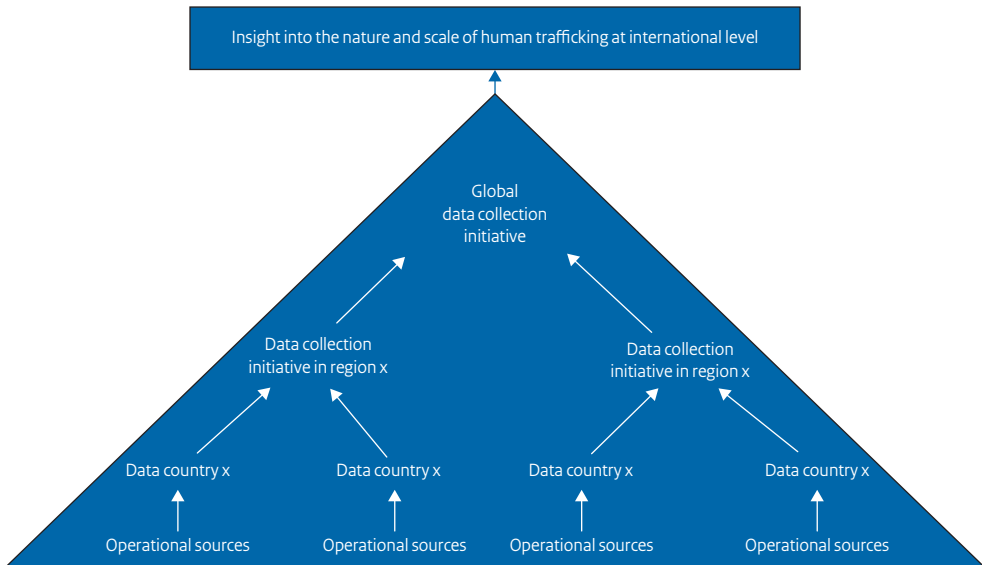 Insight into the nature and scale of human trafficking at international level
Global
data collection
initiative
Data collection
initiative in region x
Data collection
initiative in region x
Data country x
Data country x
Data country x
Data country x
Operational sources
Operational sources
Operational sources
Operational sources